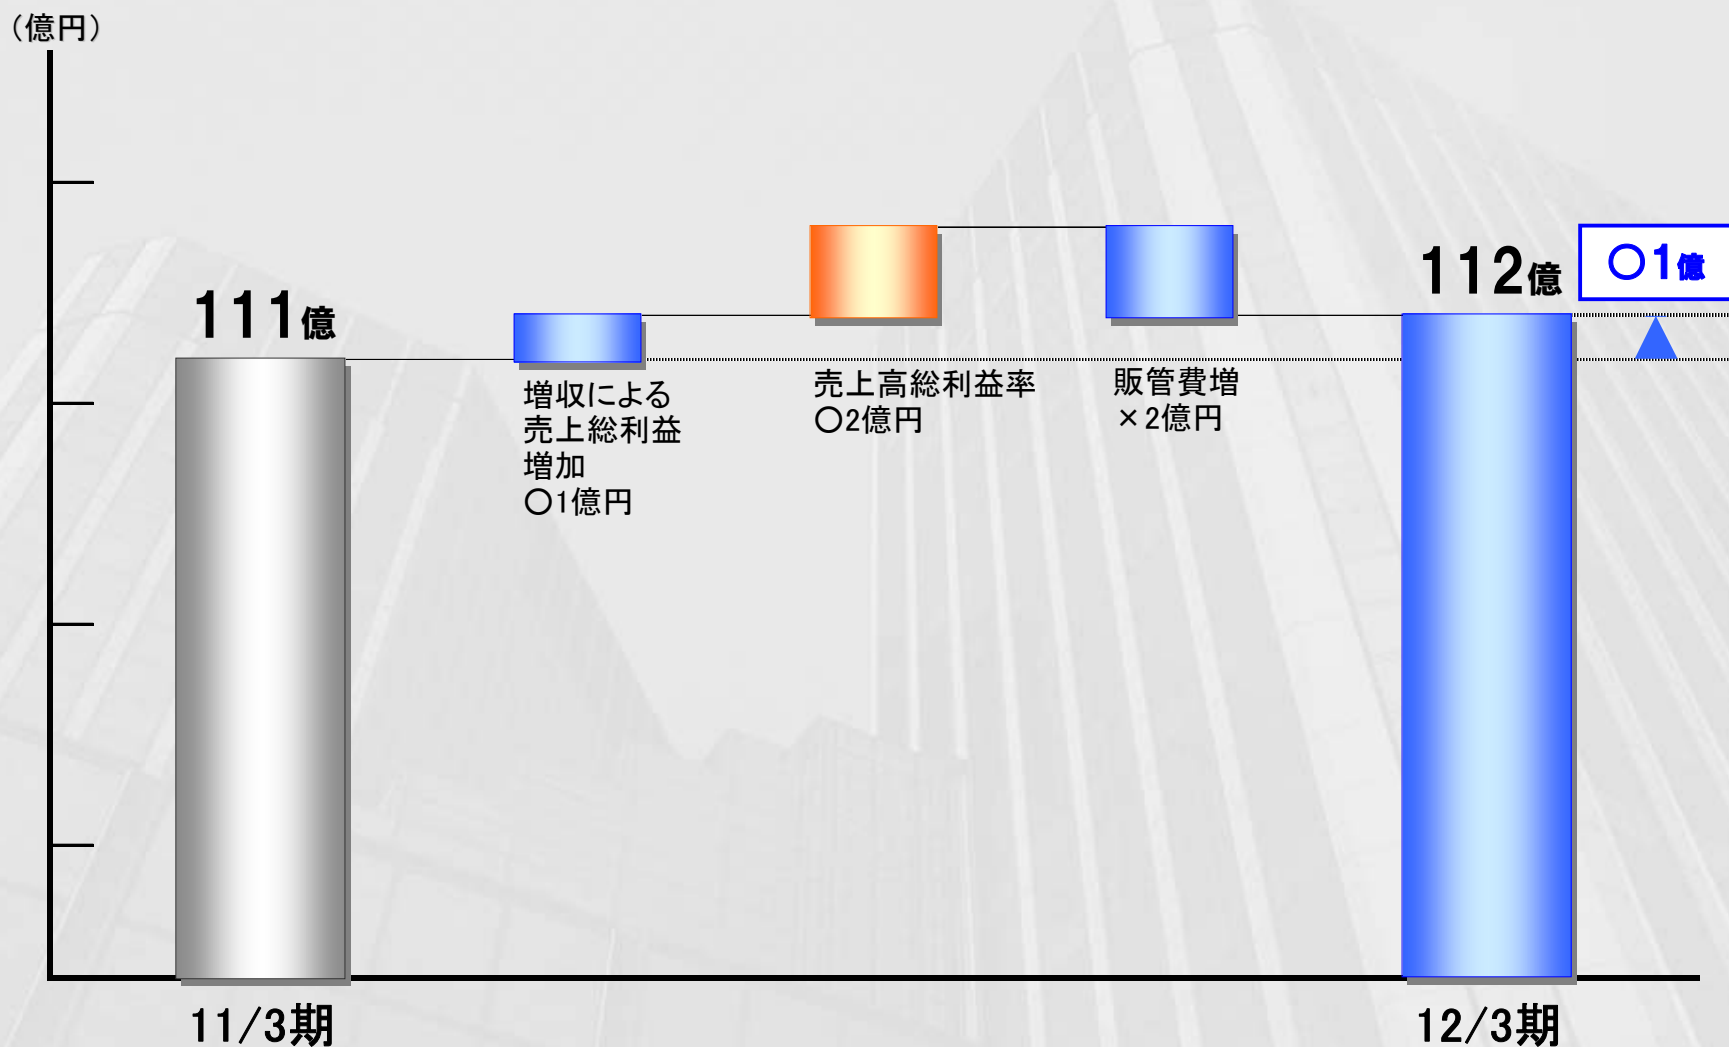 （億円）
111億
112億
○1億
増収による
売上総利益
増加
○1億円
売上高総利益率
○2億円
販管費増
×2億円
11/3期
12/3期